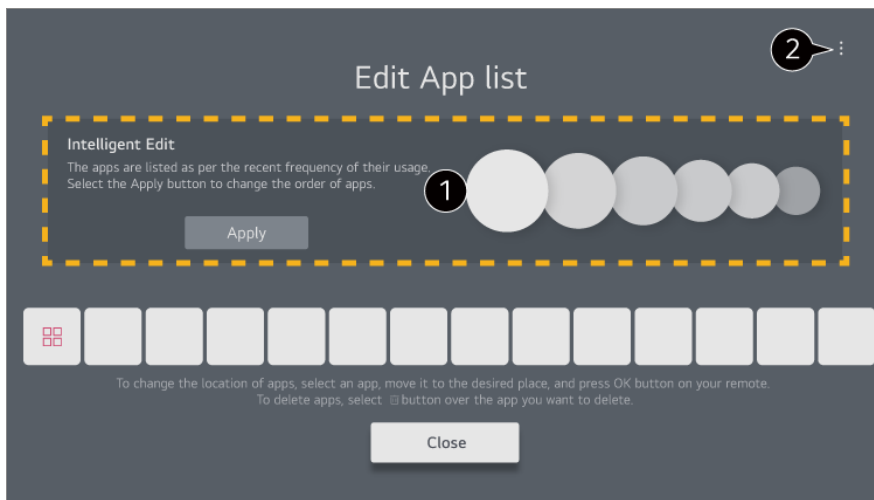 2
Edit App list
Intelligent Edit
The apps are listed as per the recent frequency of their usage.
Select the Apply button to change the order of apps.
1
Apply
To change the location of apps, select an app, move it to the desired place, and press OK button on your remote.
To delete apps, select button over the app you want to delete.
Close